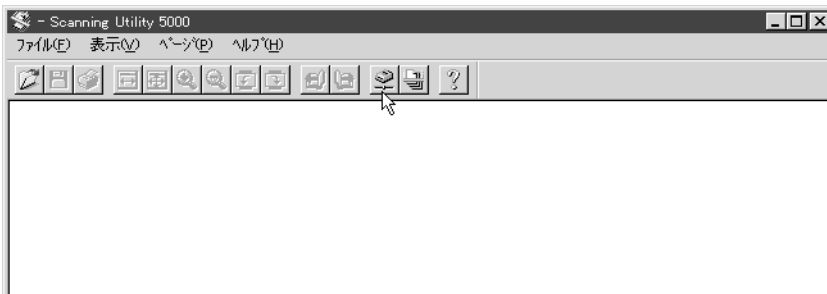 - Scanning Utility 5000
ファイル(F) 表示(V) ページ(P) ヘルプ(H)
?